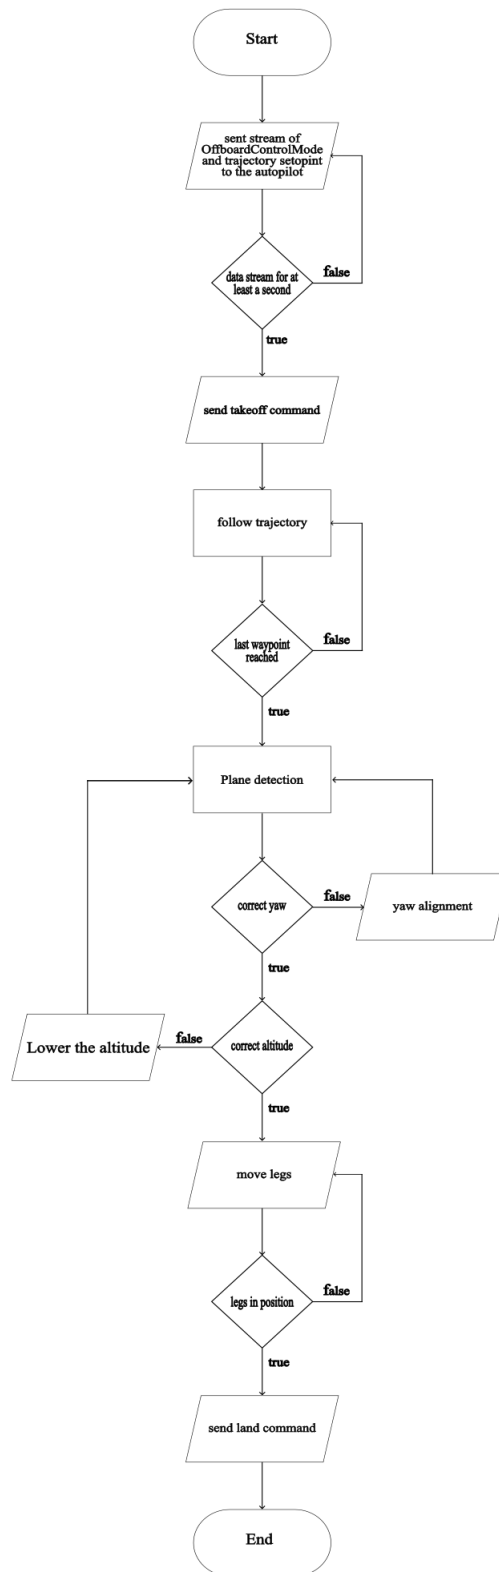 Start
sent stream of
OffboardControlMode
and trajectory setopint
to the autopilot
data stream for at
least a second
false
true
send takeoff command
follow trajectory
last waypoint
reached
false
true
Plane detection
correct yaw
false
yaw alignment
true
Lower the altitude
false
correct altitude
true
move legs
legs in position
false
true
send land command
End